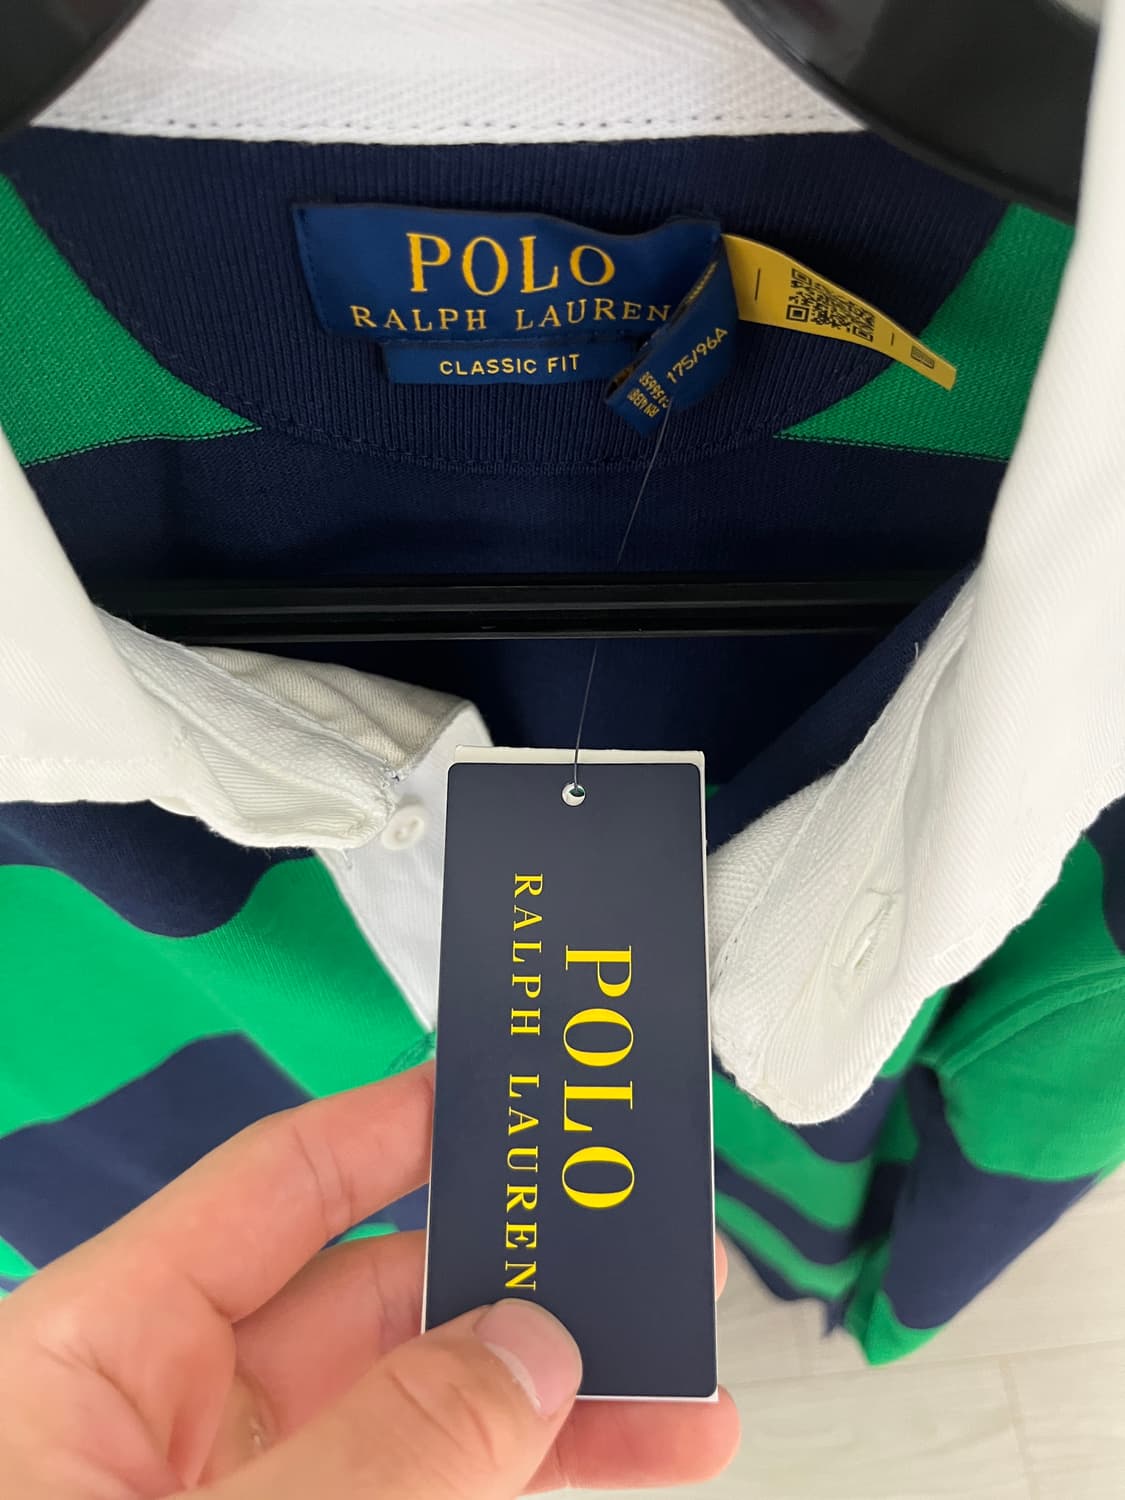 POLO
RALPH LAUREN
CLASSIC FIT
175/96A
POLO
RALPH LAUREN